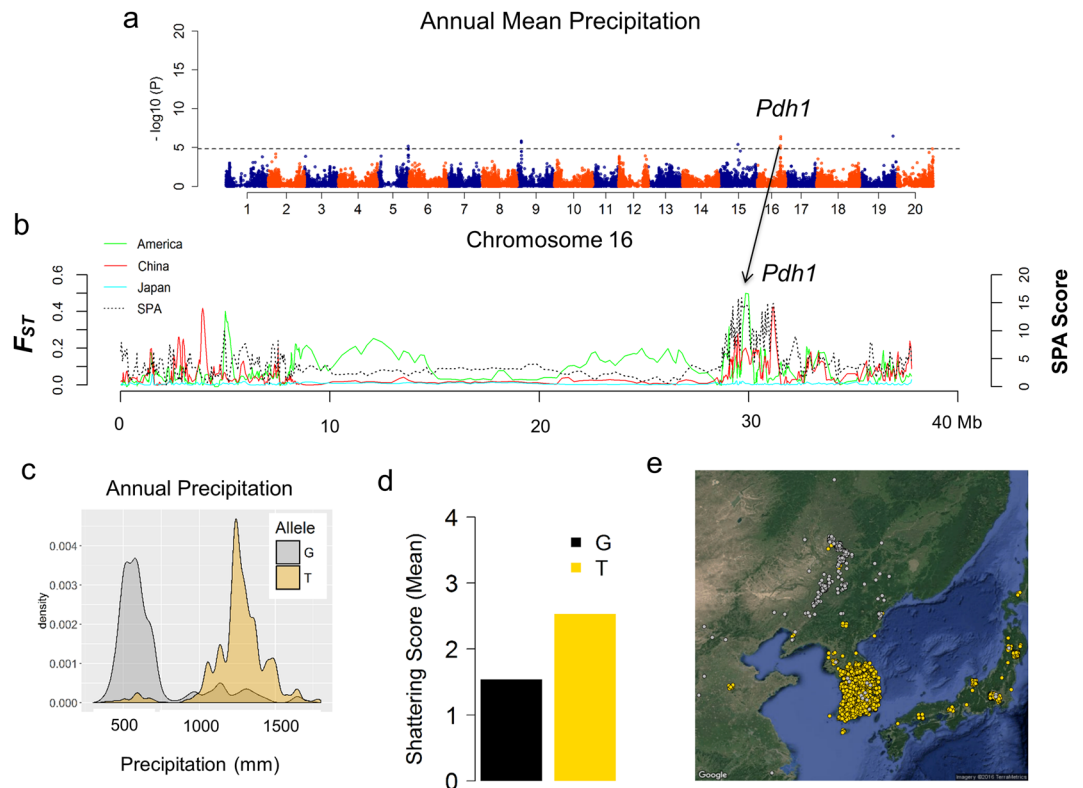 a
Annual Mean Precipitation
20
15
10
5
0
- log10 (P)
Pdh1
1 2 3 4 5 6 7 8 9 10 11 12 13 14 15 16 17 18 19 20
b
Chromosome 16
America
China
Japan
SPA
Pdh1
0.6
0.4
0.2
0.0
FST
20
15
10
5
0
SPA Score
0 10 20 30 40 Mb
c
Annual Precipitation
Allele
G
T
0.004
0.003
0.002
0.001
0.000
density
500 1000 1500
Precipitation (mm)
d
4
3
2
1
0
Shattering Score (Mean)
G
T
e
Google
Imagery ©2016 TerraMetrics